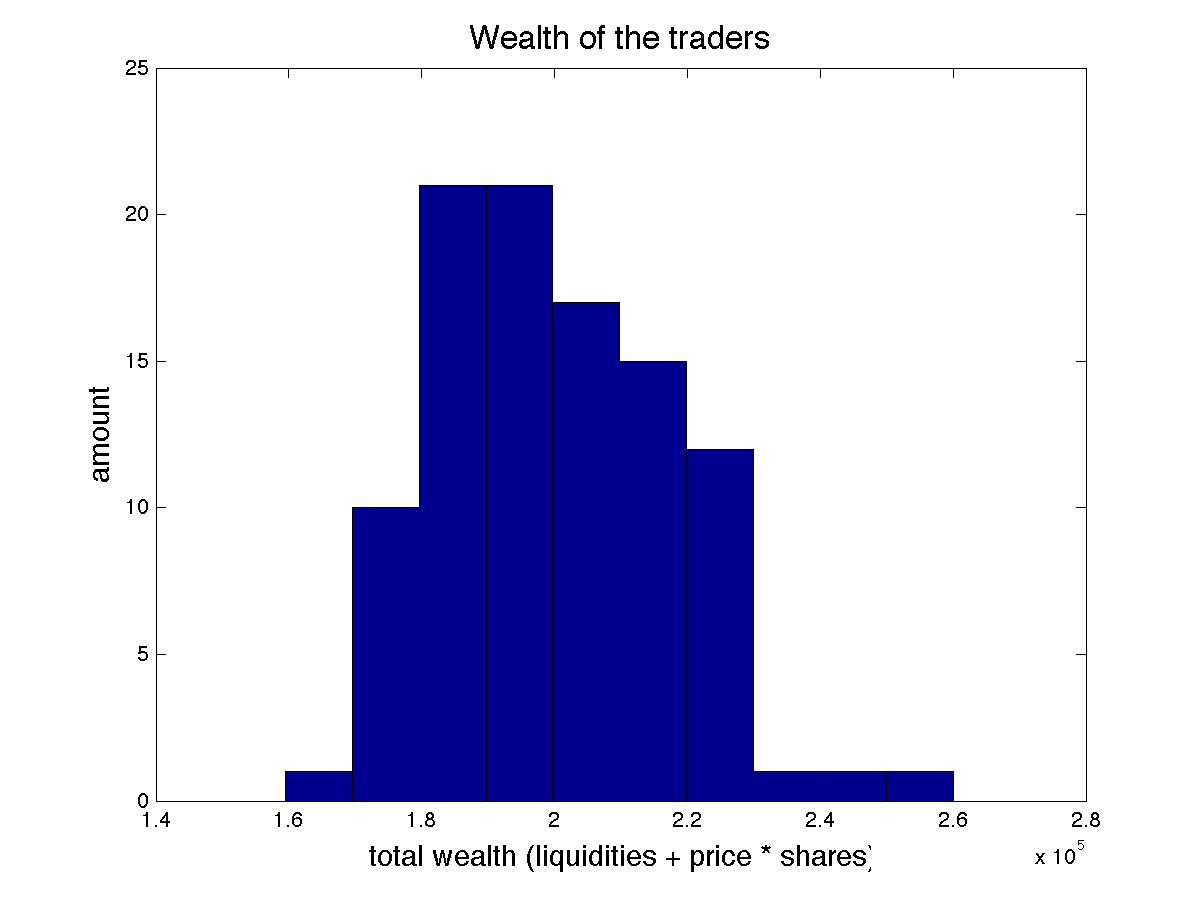 Wealth of the traders
25
20
15
10
5
0
amount
1.4 1.6 1.8 2 2.2 2.4 2.6 2.8
x 10^5
total wealth (liquidities + price * shares)